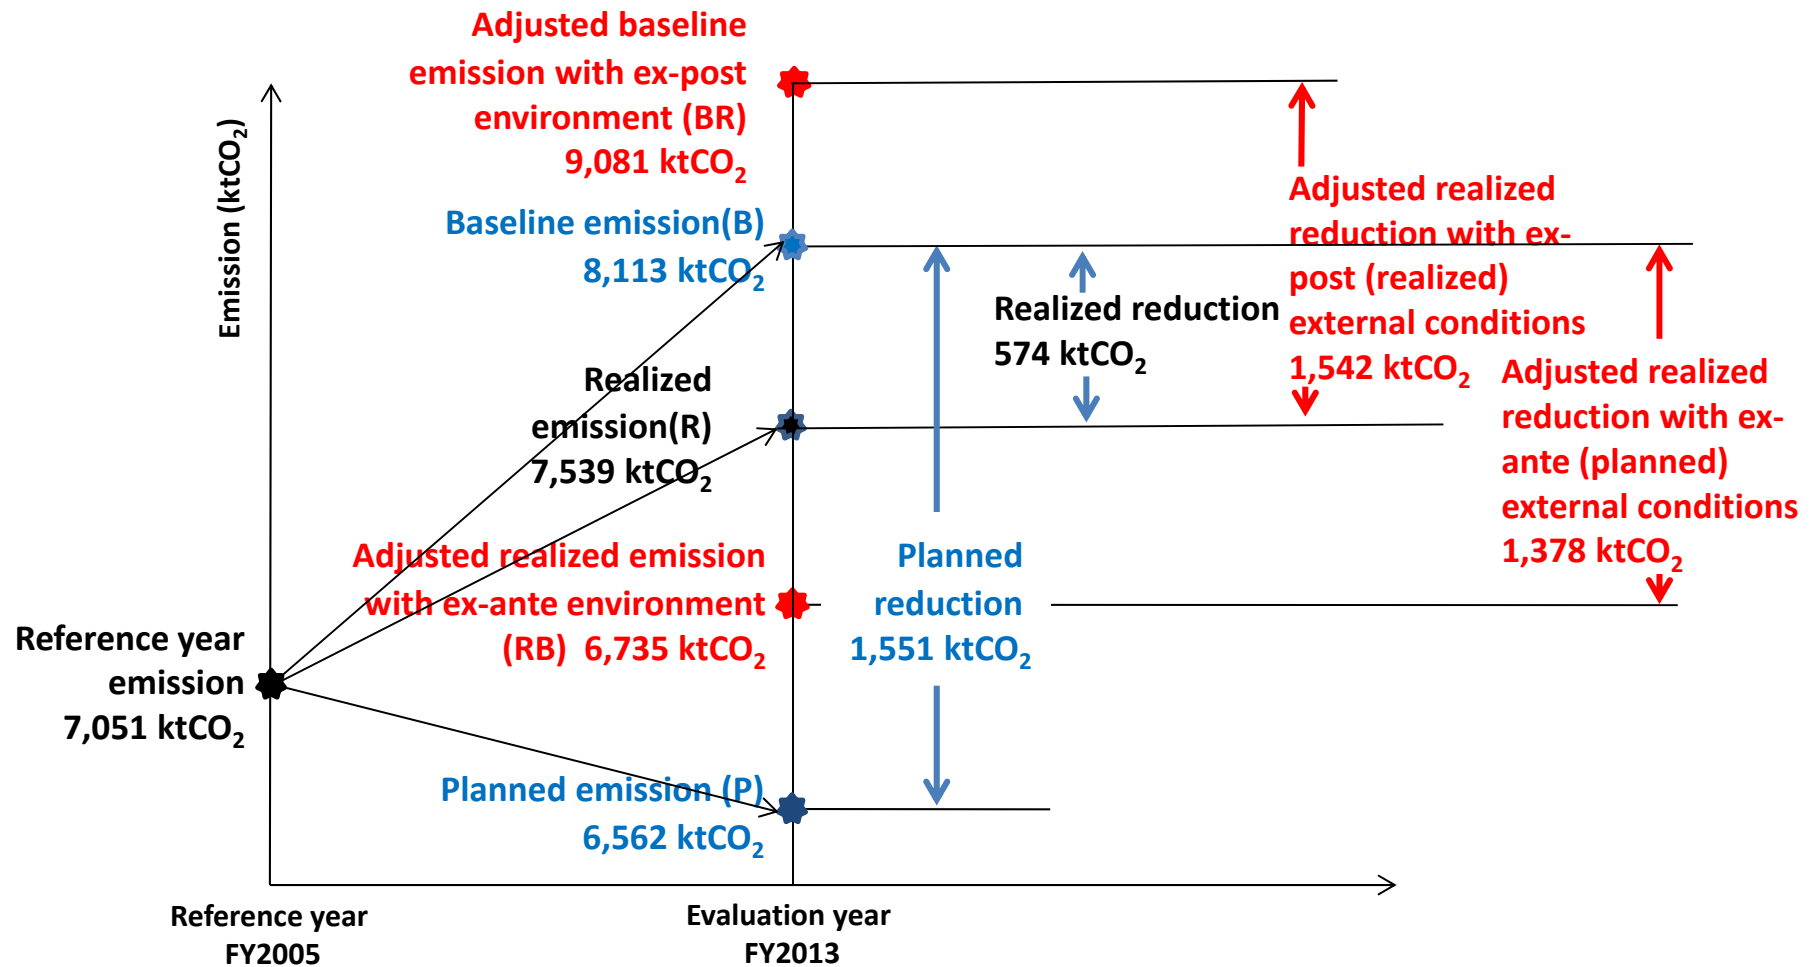 Adjusted baseline
emission with ex-post
environment (BR)
9,081 ktCO₂
Emission (ktCO₂)
Baseline emission(B)
8,113 ktCO₂
Adjusted realized
reduction with ex-
post (realized)
external conditions
1,542 ktCO₂
Realized reduction
574 ktCO₂
Realized
emission(R)
7,539 ktCO₂
Adjusted realized
reduction with ex-
ante (planned)
external conditions
1,378 ktCO₂
Adjusted realized emission
with ex-ante environment
(RB) 6,735 ktCO₂
Planned
reduction
1,551 ktCO₂
Reference year
emission
7,051 ktCO₂
Planned emission (P)
6,562 ktCO₂
Reference year
FY2005
Evaluation year
FY2013